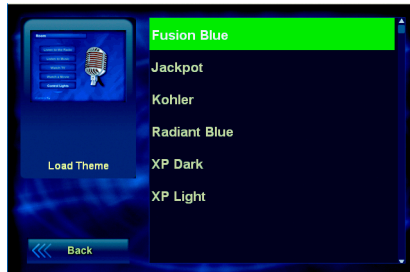 Fusion Blue
Jackpot
Kohler
Radiant Blue
XP Dark
XP Light
Load Theme
Back